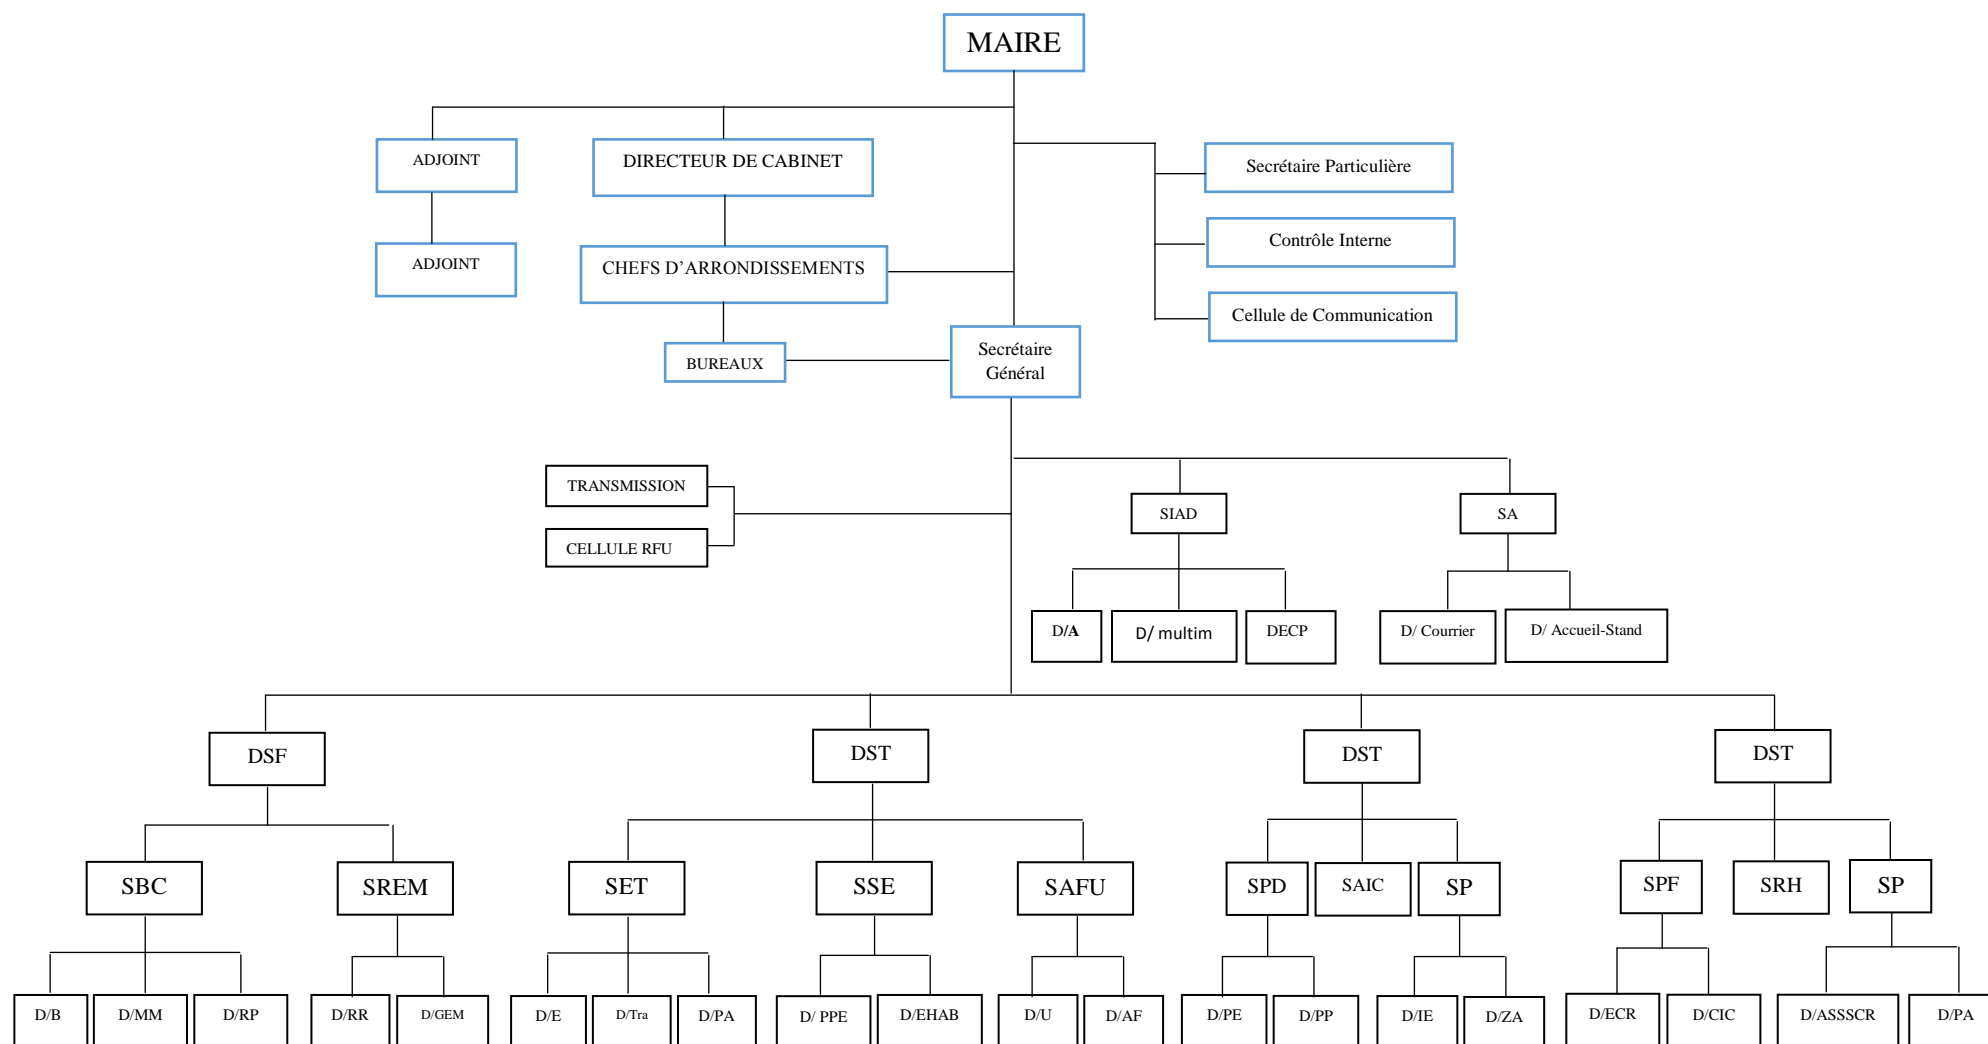 MAIRE
ADJOINT
DIRECTEUR DE CABINET
Secrétaire Particulière
ADJOINT
CHEFS D’ARRONDISSEMENTS
Contrôle Interne
Cellule de Communication
BUREAUX
Secrétaire
Général
TRANSMISSION
CELLULE RFU
SIAD
SA
D/A
D/ multim
DECP
D/ Courrier
D/ Accueil-Stand
DSF
DST
DST
DST
SBC
SREM
SET
SSE
SAFU
SPD
SAIC
SP
SPF
SRH
SP
D/B
D/MM
D/RP
D/RR
D/GEM
D/E
D/Tra
D/PA
D/ PPE
D/EHAB
D/U
D/AF
D/PE
D/PP
D/IE
D/ZA
D/ECR
D/CIC
D/ASSSCR
D/PA